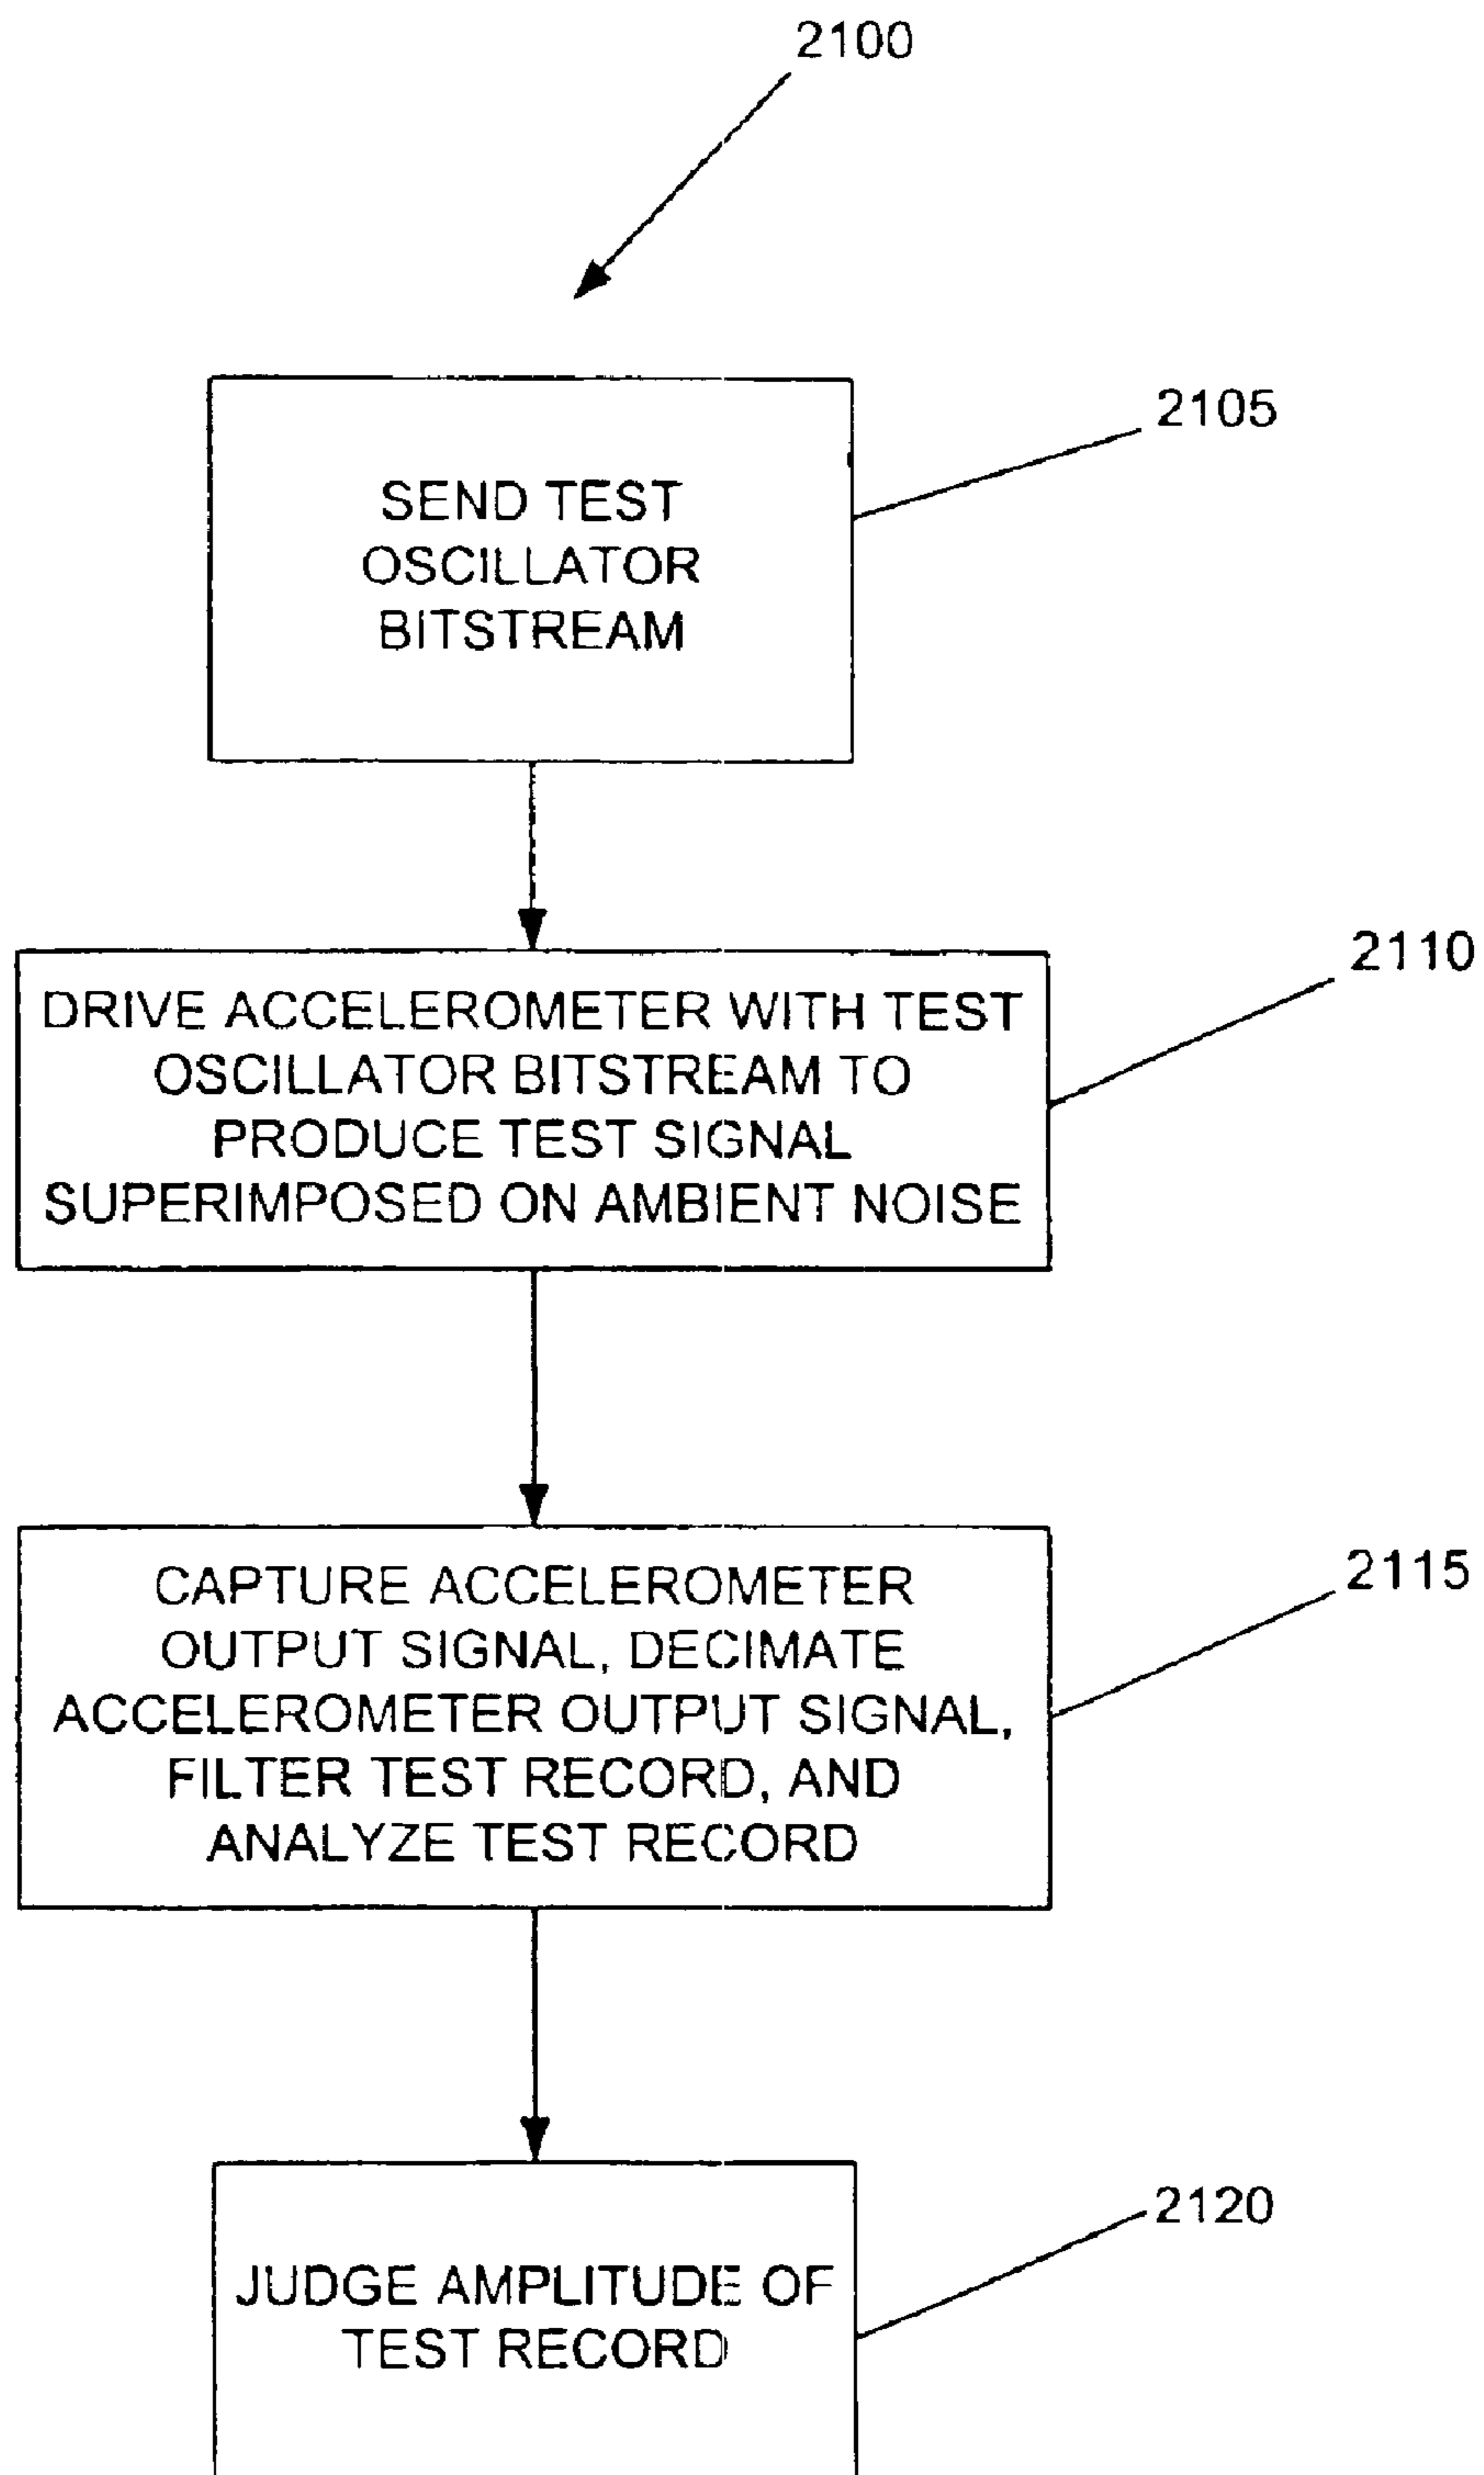 2100
2105
SEND TEST
OSCILLATOR
BITSTREAM
2110
DRIVE ACCELEROMETER WITH TEST
OSCILLATOR BITSTREAM TO
PRODUCE TEST SIGNAL
SUPERIMPOSED ON AMBIENT NOISE
2115
CAPTURE ACCELEROMETER
OUTPUT SIGNAL, DECIMATE
ACCELEROMETER OUTPUT SIGNAL,
FILTER TEST RECORD, AND
ANALYZE TEST RECORD
2120
JUDGE AMPLITUDE OF
TEST RECORD